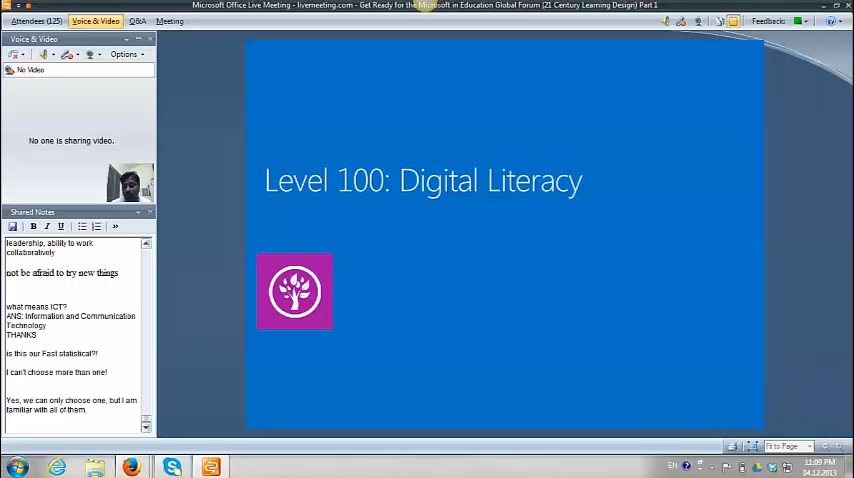 Microsoft Office Live Meeting - livemeeting.com - Get Ready for the Microsoft in Education Global Forum (21 Century Learning Design) Part 1
Attendees (125) Voice & Video Q&A Meeting
Feedback:
Voice & Video
Options
No Video
No one is sharing video.
Shared Notes
B I U
leadership, ability to work
collaboratively
not be afraid to try new things
what means ICT?
ANS: Information and Communication
Technology
THANKS
is this our Fast statistical?!
I can't choose more than one!
Yes, we can only choose one, but I am
familiar with all of them.
Level 100: Digital Literacy
Fit to Page
EN
11:09 PM
04.12.2013